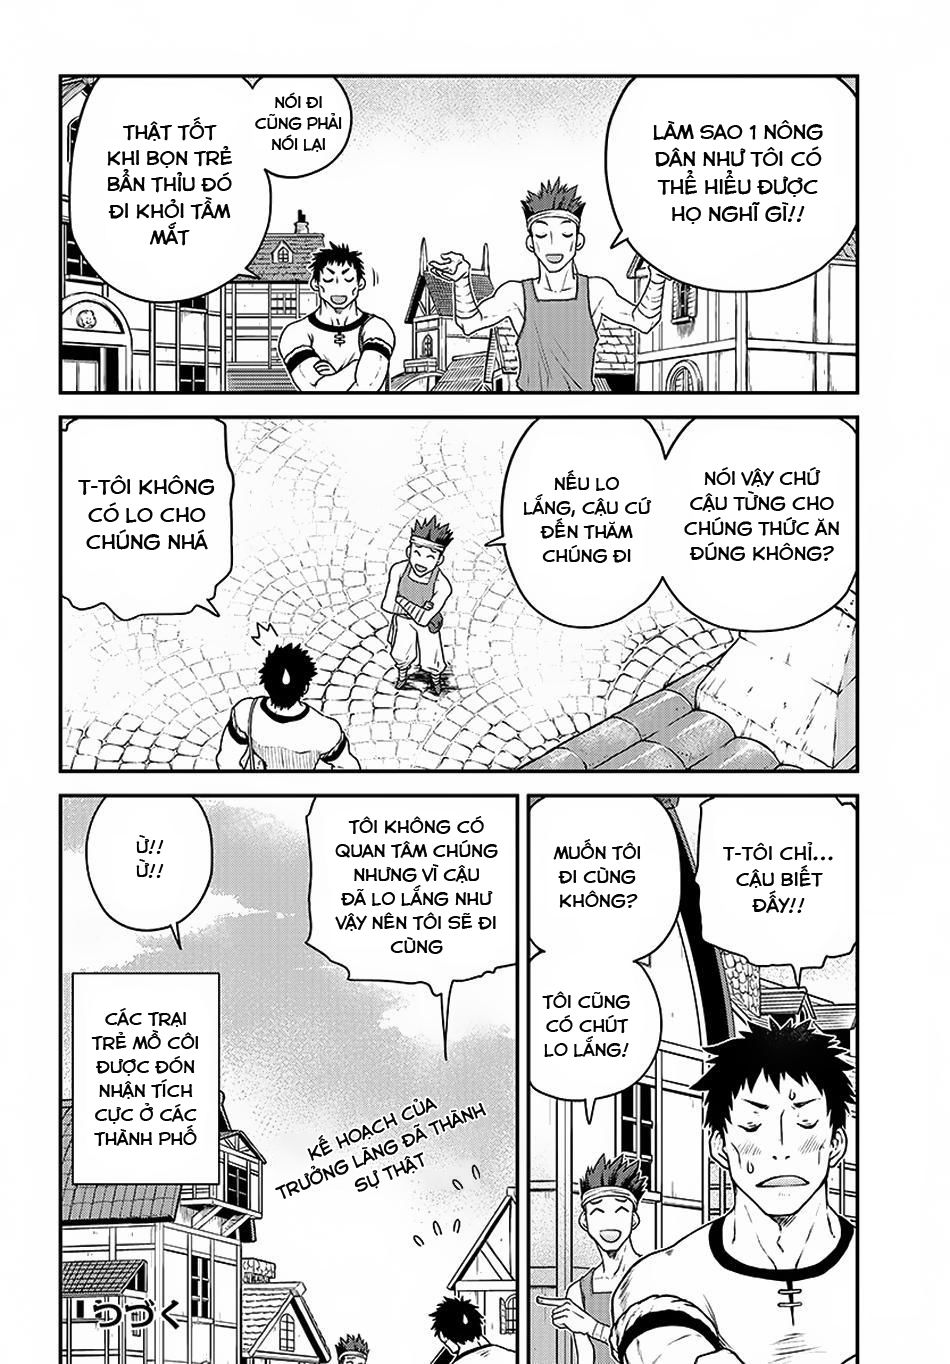 LÀM SAO 1 NÔNG
DÂN NHƯ TÔI CÓ
THỂ HIỂU ĐƯỢC
HỌ NGHĨ GÌ!!
NÓI ĐI
CŨNG PHẢI
NÓI LẠI
THẬT TỐT
KHI BỌN TRẺ
BẨN THỈU ĐÓ
ĐI KHỎI TẦM
MẮT
NÓI VẬY CHỨ
CẬU TỪNG CHO
CHÚNG THỨC ĂN
ĐÚNG KHÔNG?
NẾU LO
LẮNG, CẬU CỨ
ĐẾN THĂM
CHÚNG ĐI
T-TÔI KHÔNG
CÓ LO CHO
CHÚNG NHÁ
T-TÔI CHỈ...
CẬU BIẾT
ĐẤY!!
MUỐN TÔI
ĐI CÙNG
KHÔNG?
TÔI CŨNG
CÓ CHÚT
LO LẮNG!
TÔI KHÔNG CÓ
QUAN TÂM CHÚNG
NHƯNG VÌ CẬU
ĐÃ LO LẮNG NHƯ
VẬY NÊN TÔI SẼ ĐI
CÙNG
Ừ!!
Ừ!!
KẾ HOẠCH CỦA
TRƯỞNG LÀNG ĐÃ THÀNH
SỰ THẬT
CÁC TRẠI
TRẺ MỒ CÔI
ĐƯỢC ĐÓN
NHẬN TÍCH
CỰC Ở CÁC
THÀNH PHỐ
つづく